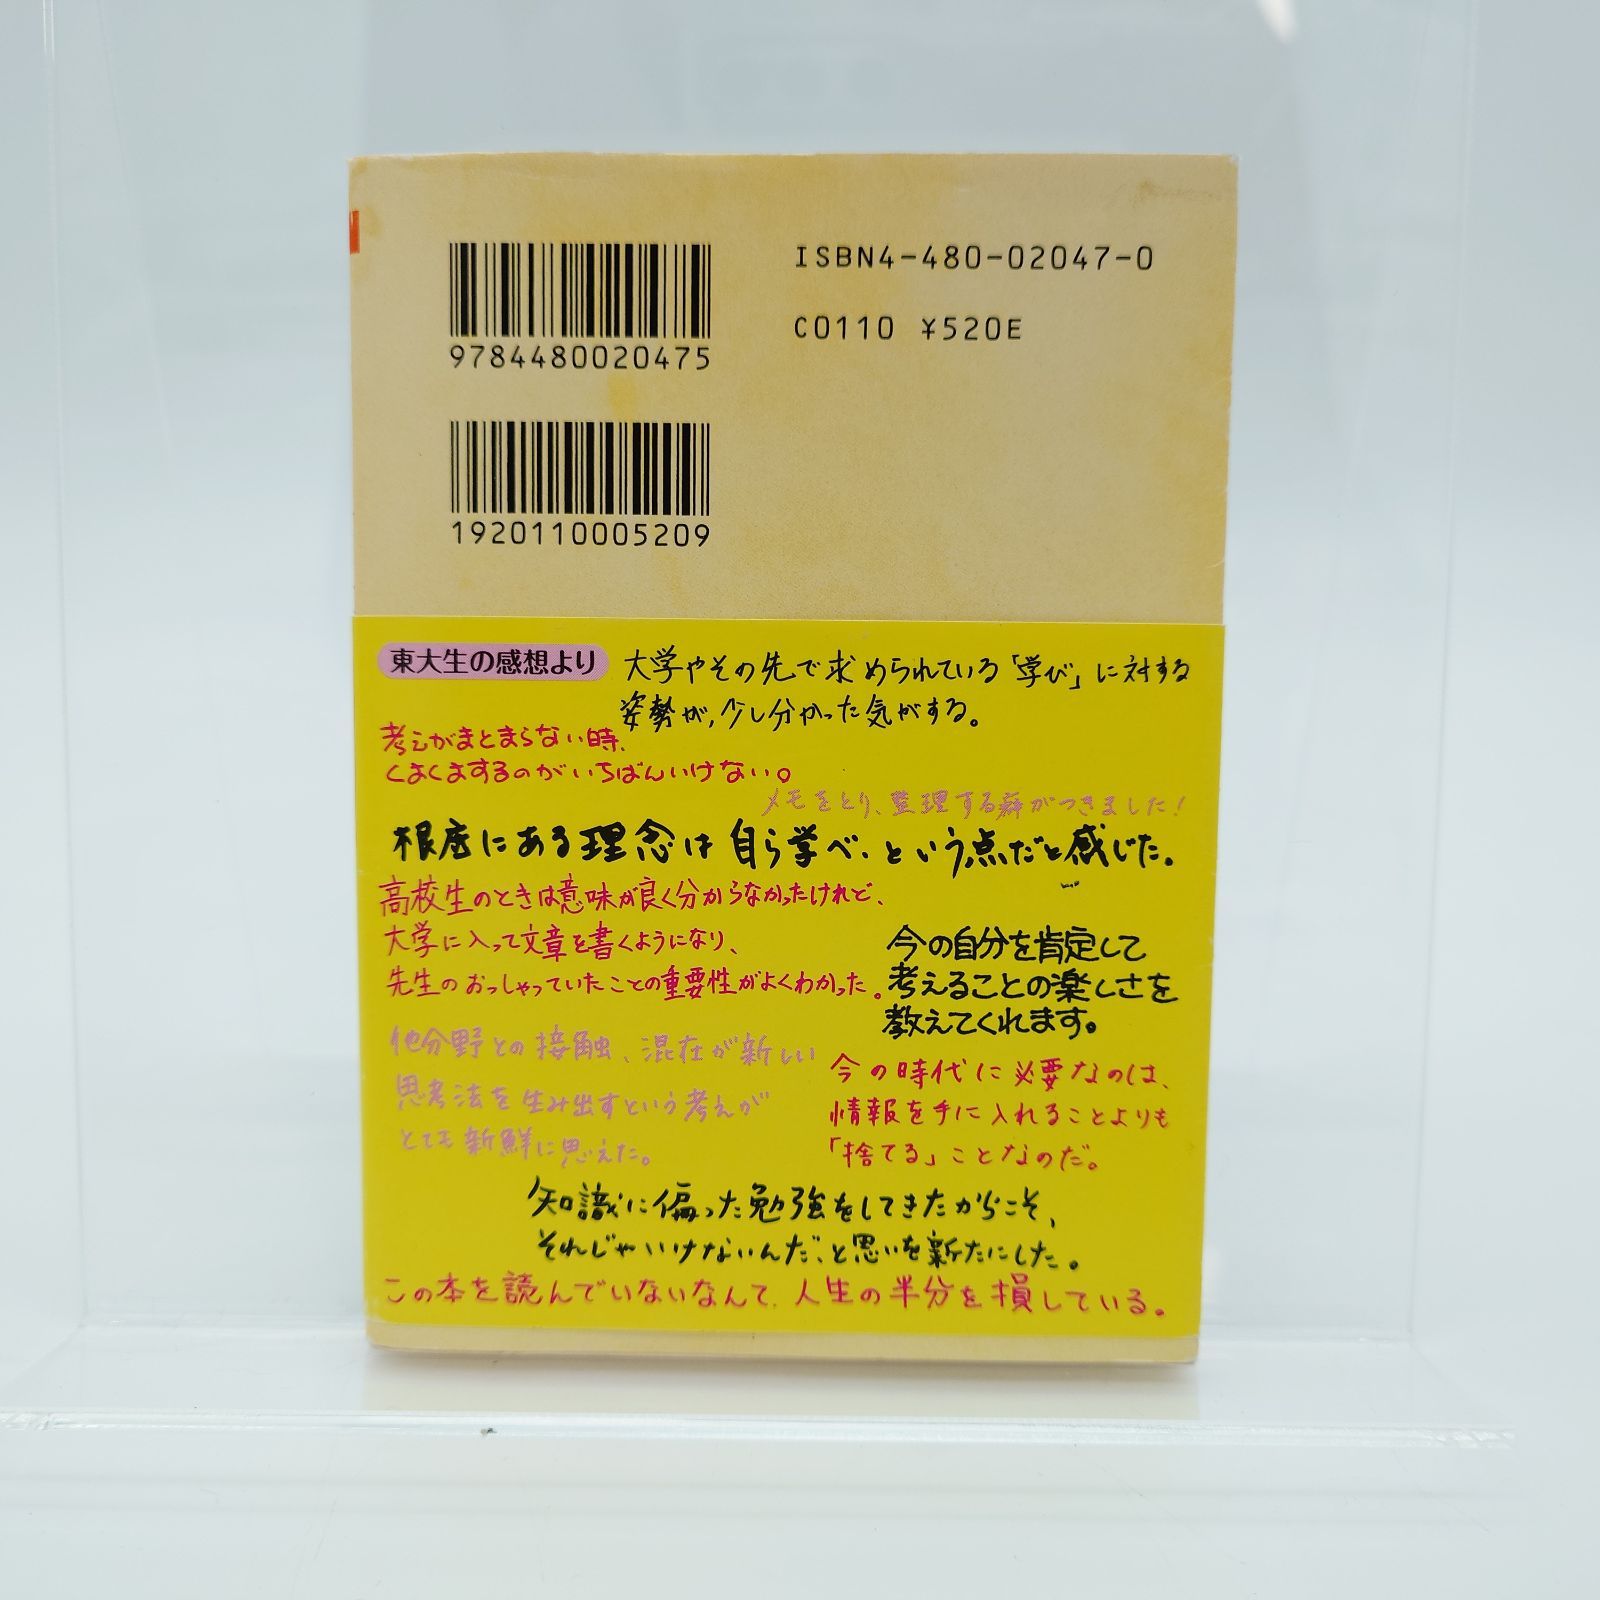 ISBN4-480-02047-0
C0110 ¥520E
9784480020475
1920110005209
東大生の感想より
大学やその先で求められている「学び」に対する
姿勢が,少し分かった気がする。
考えがまとまらない時、
くよくよするのがいちばんいけない。
メモをとり、整理する癖がつきました!
根底にある理念は自ら学べ、という点だと感じた。
高校生のときは意味が良く分からなかったけれど、
大学に入って文章を書くようになり、
先生のおっしゃっていたことの重要性がよくわかった。
今の自分を肯定して
考えることの楽しさを
教えてくれます。
他分野との接触、混在が新しい
思考法を生み出すという考えが
とても新鮮に思えた。
今の時代に必要なのは、
情報を手に入れることよりも
「捨てる」ことなのだ。
知識に偏った勉強をしてきたからこそ、
それじゃいけないんだ、と思いを新たにした。
この本を読んでいないなんて、人生の半分を損している。